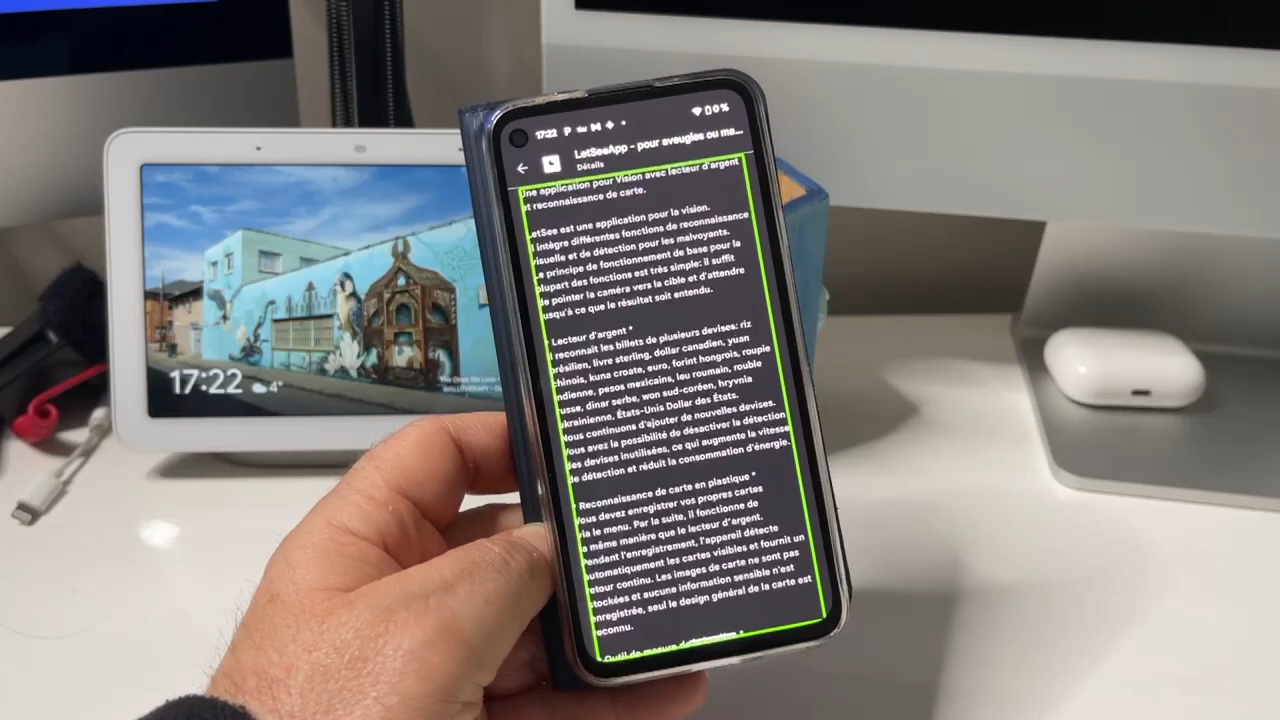 17:22
0%
LetSeeApp - pour aveugles ou ma...
Détails
Une application pour Vision avec lecteur d'argent
et reconnaissance de carte.
LetSee est une application pour la vision.
Il intègre différentes fonctions de reconnaissance
visuelle et de détection pour les malvoyants.
Le principe de fonctionnement de base pour la
plupart des fonctions est très simple: il suffit
de pointer la caméra vers la cible et d'attendre
jusqu'à ce que le résultat soit entendu.
* Lecteur d'argent *
Il reconnait les billets de plusieurs devises: riz
brésilien, livre sterling, dollar canadien, yuan
chinois, kuna croate, euro, forint hongrois, roupie
indienne, pesos mexicains, leu roumain, rouble
russe, dinar serbe, won sud-coréen, hryvnia
ukrainienne, États-Unis Dollar des États.
Nous continuons d'ajouter de nouvelles devises.
Vous avez la possibilité de désactiver la détection
des devises inutilisées, ce qui augmente la vitesse
de détection et réduit la consommation d'énergie.
* Reconnaissance de carte en plastique *
Vous devez enregistrer vos propres cartes
via le menu. Par la suite, il fonctionne de
la même manière que le lecteur d'argent.
Pendant l'enregistrement, l'appareil détecte
automatiquement les cartes visibles et fournit un
retour continu. Les images de carte ne sont pas
stockées et aucune information sensible n'est
enregistrée, seul le design général de la carte est
reconnu.
* Outil de mesure de
17:22 4°